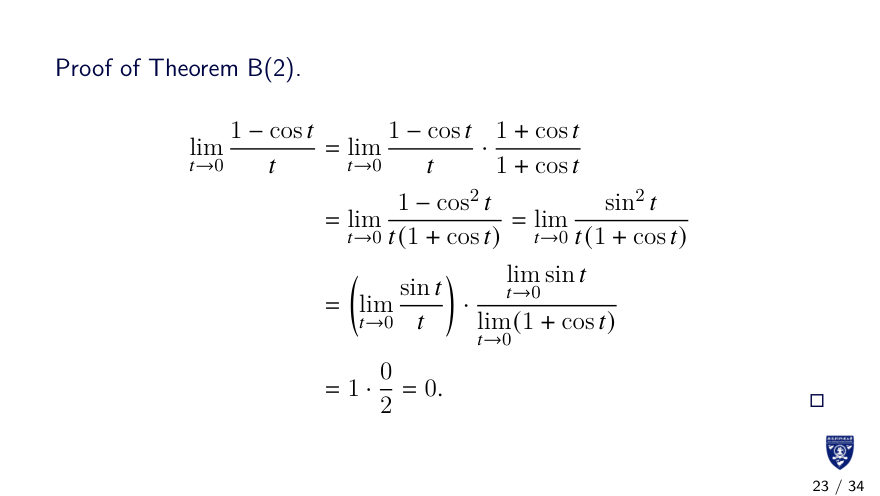 Proof of Theorem B(2).
lim_{t→0} (1 − cos t)/t = lim_{t→0} (1 − cos t)/t · (1 + cos t)/(1 + cos t)
= lim_{t→0} (1 − cos² t)/(t(1 + cos t)) = lim_{t→0} (sin² t)/(t(1 + cos t))
= (lim_{t→0} (sin t)/t) · (lim_{t→0} sin t)/(lim_{t→0}(1 + cos t))
= 1 · 0/2 = 0.
□
23 / 34